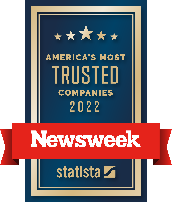 AMERICA'S MOST
TRUSTED
COMPANIES
2022
Newsweek
statista